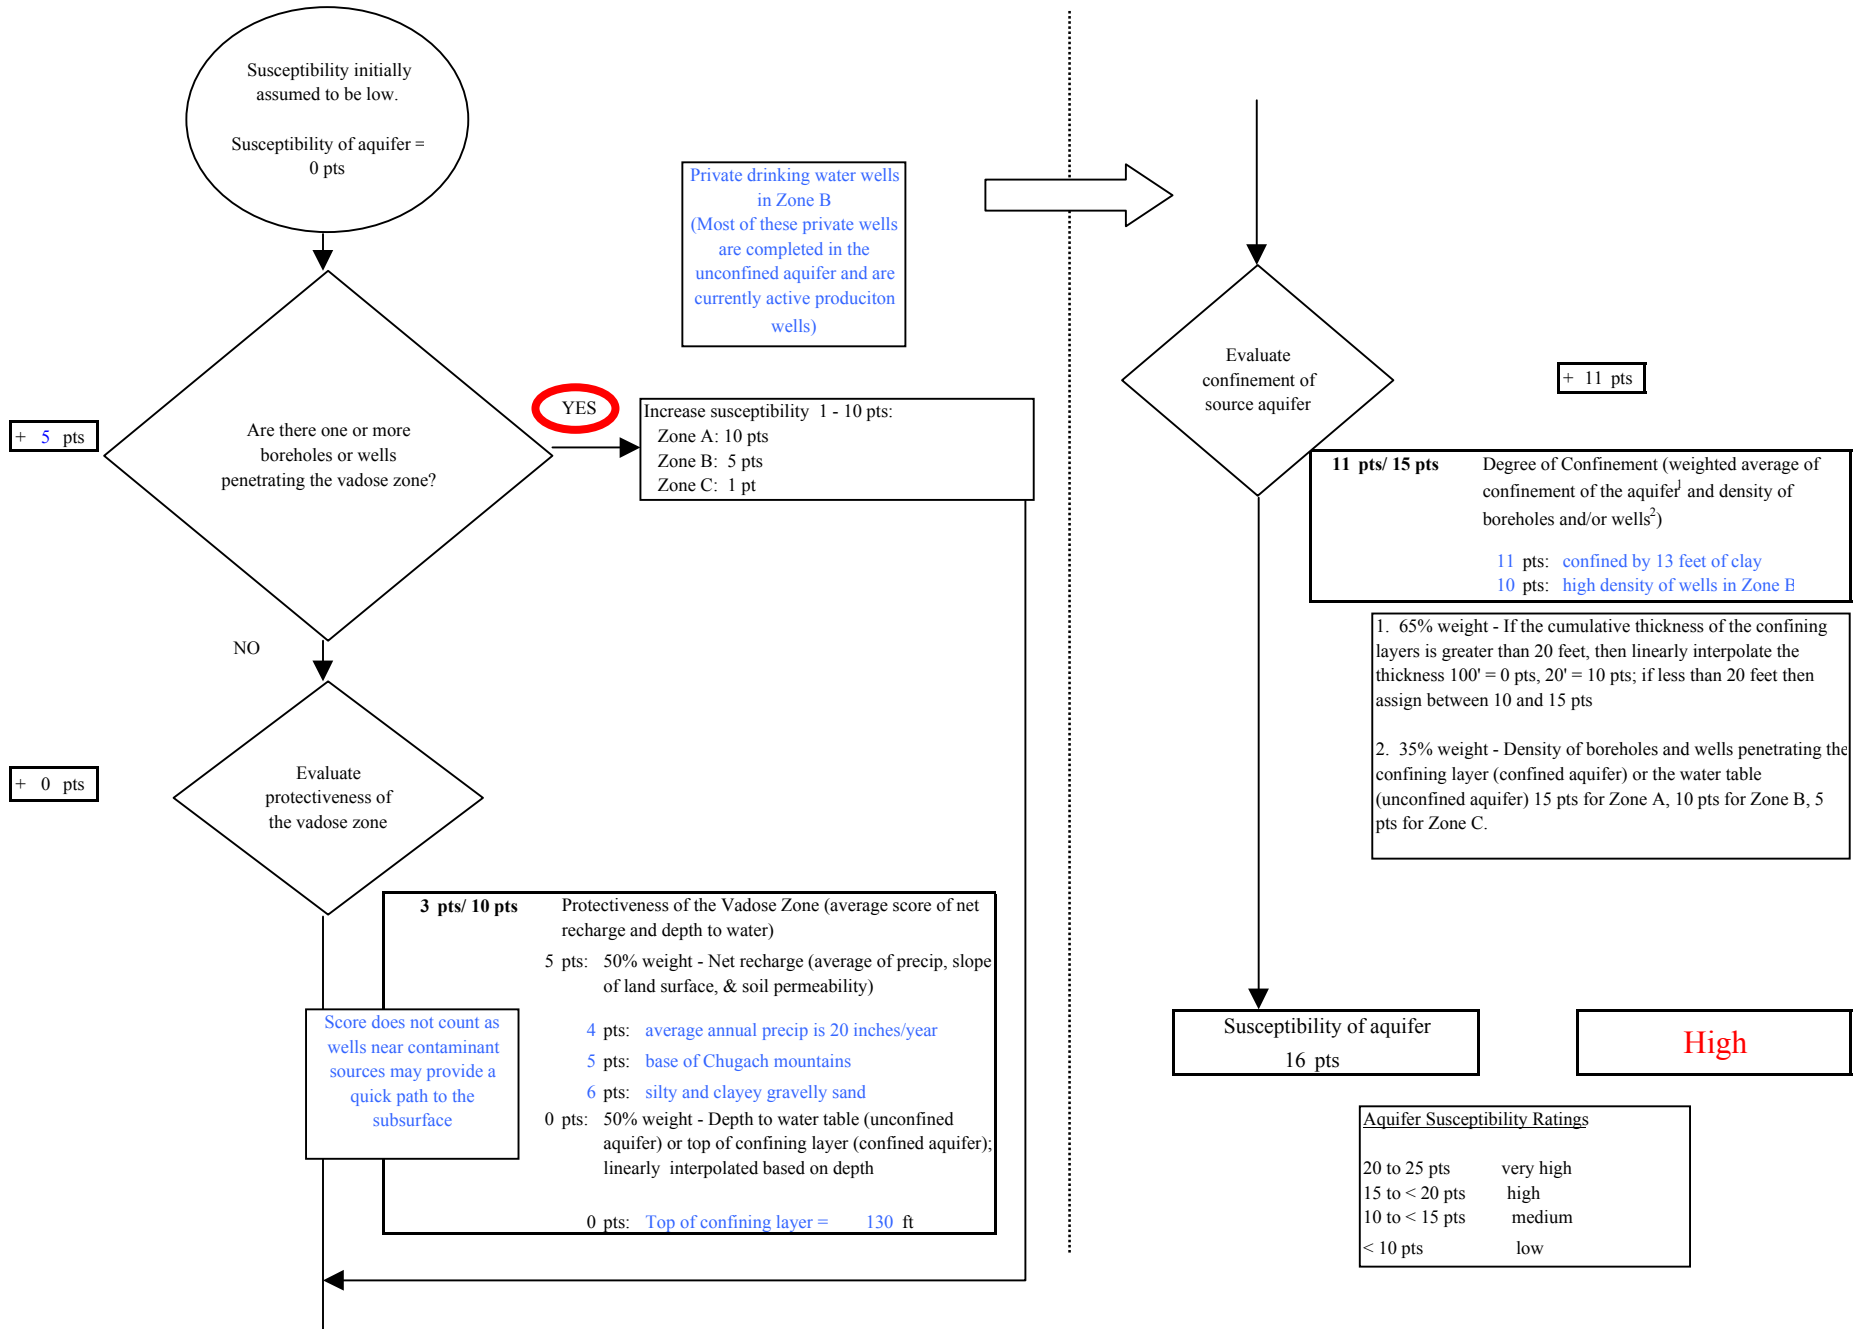 Susceptibility initially
assumed to be low.
Susceptibility of aquifer =
0 pts
Private drinking water wells
in Zone B
(Most of these private wells
are completed in the
unconfined aquifer and are
currently active produciton
wells)
YES
Increase susceptibility 1 - 10 pts:
Zone A: 10 pts
Zone B: 5 pts
Zone C: 1 pt
+ 5 pts
Are there one or more
boreholes or wells
penetrating the vadose zone?
NO
+ 0 pts
Evaluate
protectiveness of
the vadose zone
3 pts/ 10 pts Protectiveness of the Vadose Zone (average score of net
recharge and depth to water)
5 pts: 50% weight - Net recharge (average of precip, slope
of land surface, & soil permeability)
4 pts: average annual precip is 20 inches/year
5 pts: base of Chugach mountains
6 pts: silty and clayey gravelly sand
0 pts: 50% weight - Depth to water table (unconfined
aquifer) or top of confining layer (confined aquifer);
linearly interpolated based on depth
0 pts: Top of confining layer = 130 ft
Score does not count as
wells near contaminant
sources may provide a
quick path to the
subsurface
Evaluate
confinement of
source aquifer
+ 11 pts
11 pts/ 15 pts Degree of Confinement (weighted average of
confinement of the aquifer1 and density of
boreholes and/or wells2)
11 pts: confined by 13 feet of clay
10 pts: high density of wells in Zone B
1. 65% weight - If the cumulative thickness of the confining
layers is greater than 20 feet, then linearly interpolate the
thickness 100' = 0 pts, 20' = 10 pts; if less than 20 feet then
assign between 10 and 15 pts
2. 35% weight - Density of boreholes and wells penetrating the
confining layer (confined aquifer) or the water table
(unconfined aquifer) 15 pts for Zone A, 10 pts for Zone B, 5
pts for Zone C.
Susceptibility of aquifer
16 pts
High
Aquifer Susceptibility Ratings
20 to 25 pts very high
15 to < 20 pts high
10 to < 15 pts medium
< 10 pts low